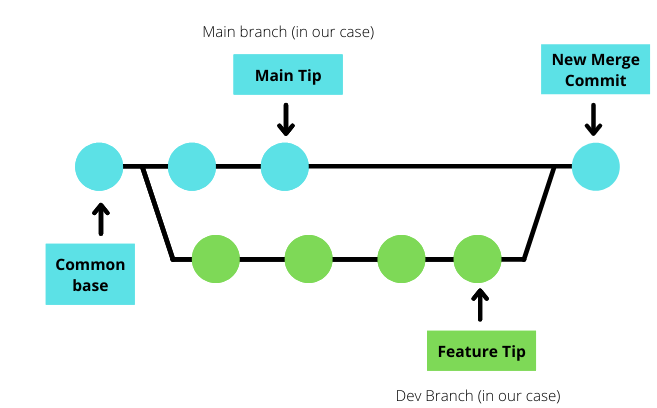 Main branch (in our case)
Main Tip
New Merge
Commit
Common
base
Feature Tip
Dev Branch (in our case)